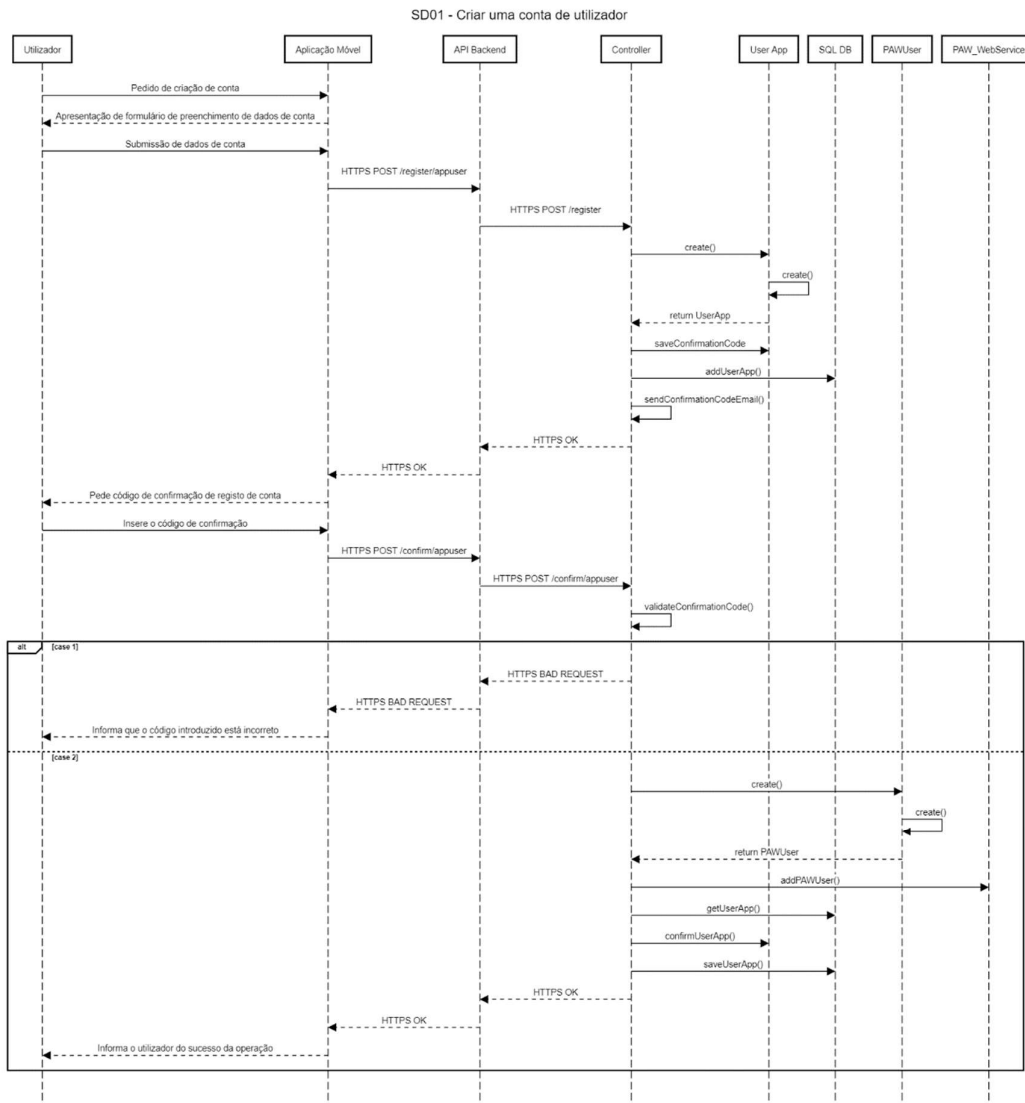 SD01 - Criar uma conta de utilizador
Utilizador
Aplicação Móvel
API Backend
Controller
User App
SQL DB
PAWUser
PAW_WebService
Pedido de criação de conta
Apresentação de formulário de preenchimento de dados de conta
Submissão de dados de conta
HTTPS POST /register/appuser
HTTPS POST /register
create()
create()
return UserApp
saveConfirmationCode
addUserApp()
sendConfirmationCodeEmail()
HTTPS OK
HTTPS OK
Pede código de confirmação de registo de conta
Insere o código de confirmação
HTTPS POST /confirm/appuser
HTTPS POST /confirm/appuser
validateConfirmationCode()
alt
[case 1]
HTTPS BAD REQUEST
HTTPS BAD REQUEST
Informa que o código introduzido está incorreto
[case 2]
create()
create()
return PAWUser
addPAWUser()
getUserApp()
confirmUserApp()
saveUserApp()
HTTPS OK
HTTPS OK
Informa o utilizador do sucesso da operação